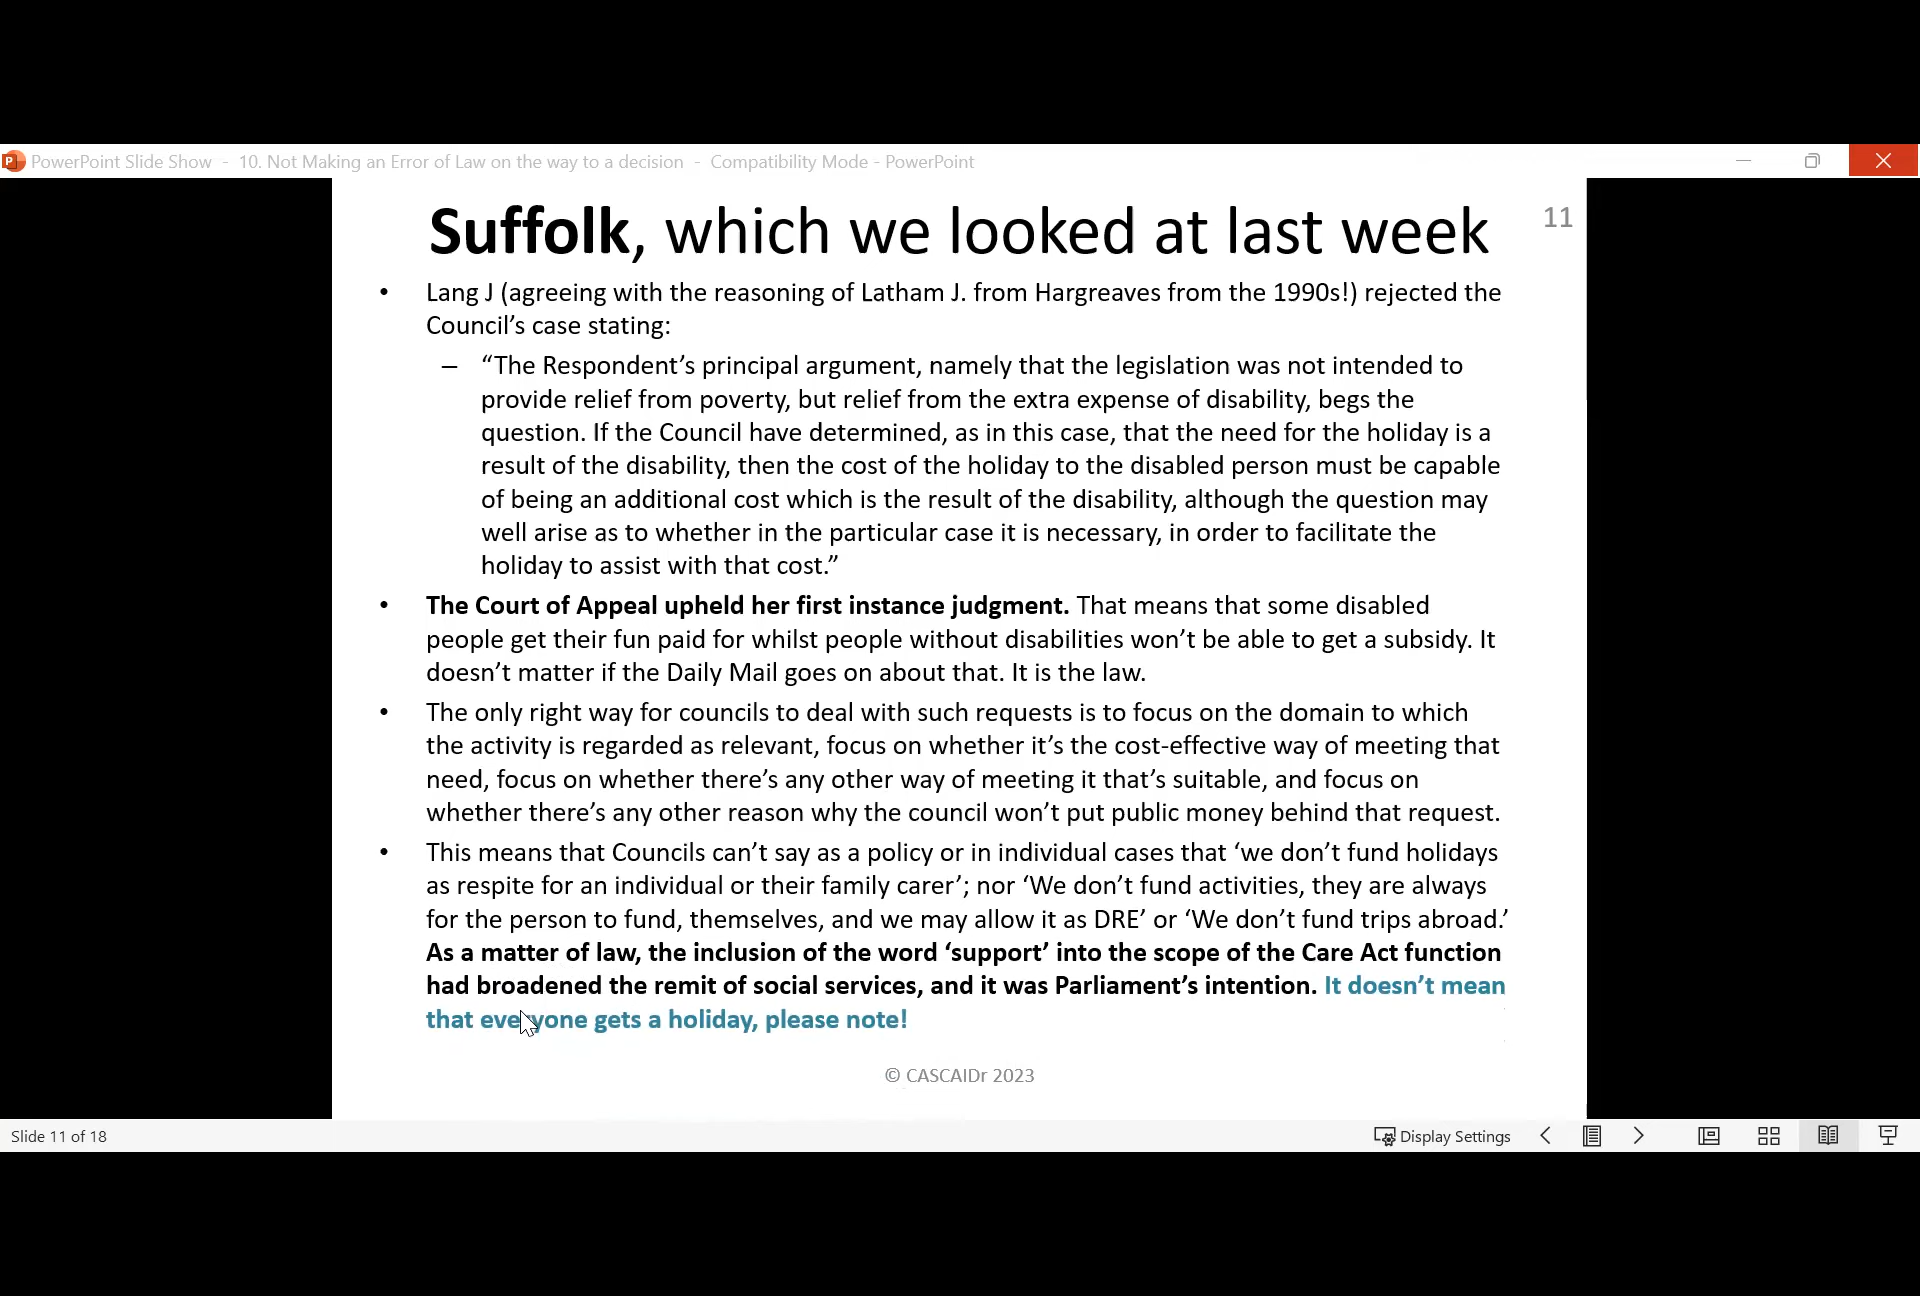 PowerPoint Slide Show - 10. Not Making an Error of Law on the way to a decision - Compatibility Mode - PowerPoint
Suffolk, which we looked at last week
11
• Lang J (agreeing with the reasoning of Latham J. from Hargreaves from the 1990s!) rejected the
Council’s case stating:
– “The Respondent’s principal argument, namely that the legislation was not intended to
provide relief from poverty, but relief from the extra expense of disability, begs the
question. If the Council have determined, as in this case, that the need for the holiday is a
result of the disability, then the cost of the holiday to the disabled person must be capable
of being an additional cost which is the result of the disability, although the question may
well arise as to whether in the particular case it is necessary, in order to facilitate the
holiday to assist with that cost.”
• The Court of Appeal upheld her first instance judgment. That means that some disabled
people get their fun paid for whilst people without disabilities won’t be able to get a subsidy. It
doesn’t matter if the Daily Mail goes on about that. It is the law.
• The only right way for councils to deal with such requests is to focus on the domain to which
the activity is regarded as relevant, focus on whether it’s the cost-effective way of meeting that
need, focus on whether there’s any other way of meeting it that’s suitable, and focus on
whether there’s any other reason why the council won’t put public money behind that request.
• This means that Councils can’t say as a policy or in individual cases that ‘we don’t fund holidays
as respite for an individual or their family carer’; nor ‘We don’t fund activities, they are always
for the person to fund, themselves, and we may allow it as DRE’ or ‘We don’t fund trips abroad.’
As a matter of law, the inclusion of the word ‘support’ into the scope of the Care Act function
had broadened the remit of social services, and it was Parliament’s intention. It doesn’t mean
that everyone gets a holiday, please note!
© CASCAIDr 2023
Slide 11 of 18
Display Settings